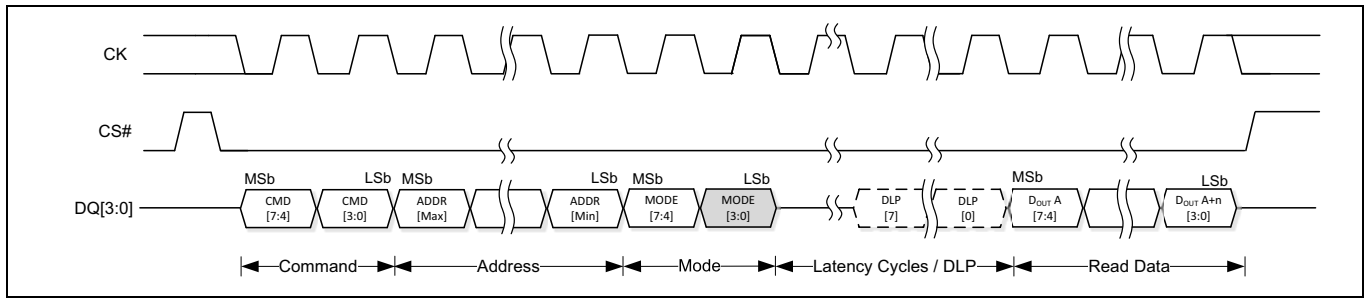 CK
CS#
MSb LSb MSb LSb MSb LSb MSb LSb
DQ[3:0] CMD [7:4] CMD [3:0] ADDR [Max] ADDR [Min] MODE [7:4] MODE [3:0] DLP [7] DLP [0] DOUT A [7:4] DOUT A+n [3:0]
Command Address Mode Latency Cycles / DLP Read Data